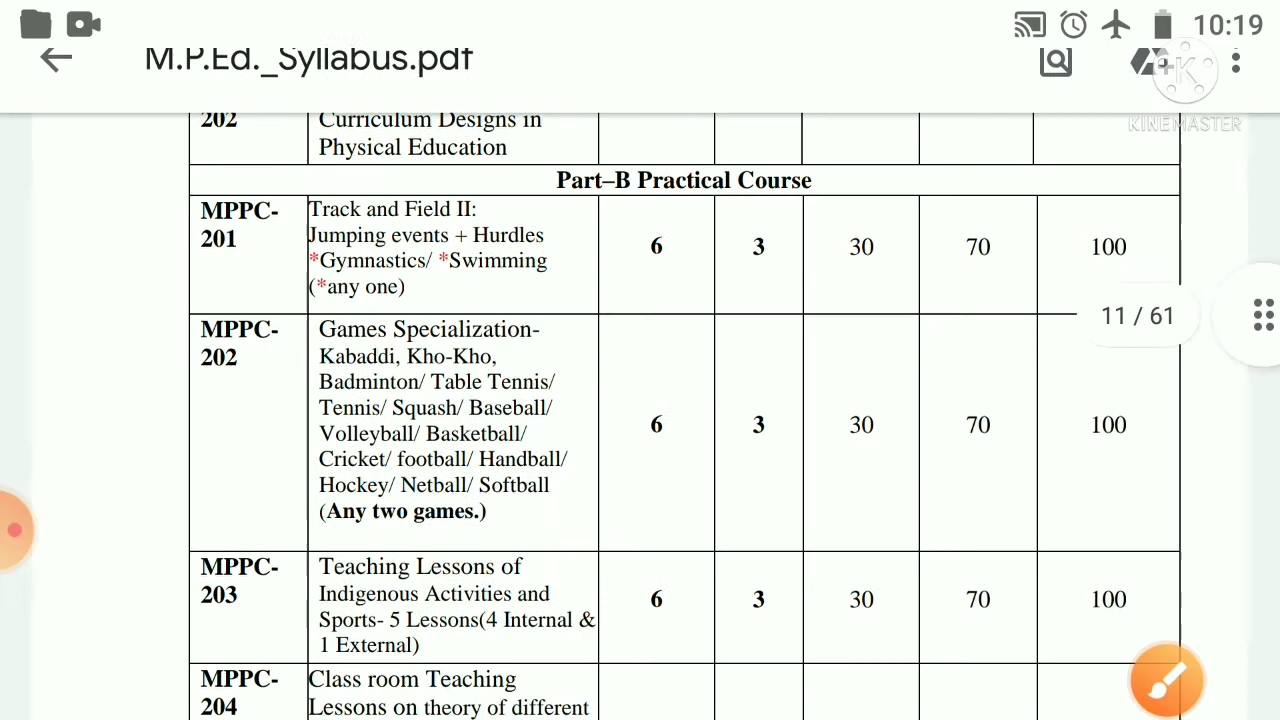 10:19
M.P.Ed._Syllabus.pdf
KINEMASTER
202
Curriculum Designs in
Physical Education
Part–B Practical Course
MPPC-
201
Track and Field II:
Jumping events + Hurdles
*Gymnastics/ *Swimming
(*any one)
6
3
30
70
100
11 / 61
MPPC-
202
Games Specialization-
Kabaddi, Kho-Kho,
Badminton/ Table Tennis/
Tennis/ Squash/ Baseball/
Volleyball/ Basketball/
Cricket/ football/ Handball/
Hockey/ Netball/ Softball
(Any two games.)
6
3
30
70
100
MPPC-
203
Teaching Lessons of
Indigenous Activities and
Sports- 5 Lessons(4 Internal &
1 External)
6
3
30
70
100
MPPC-
204
Class room Teaching
Lessons on theory of different